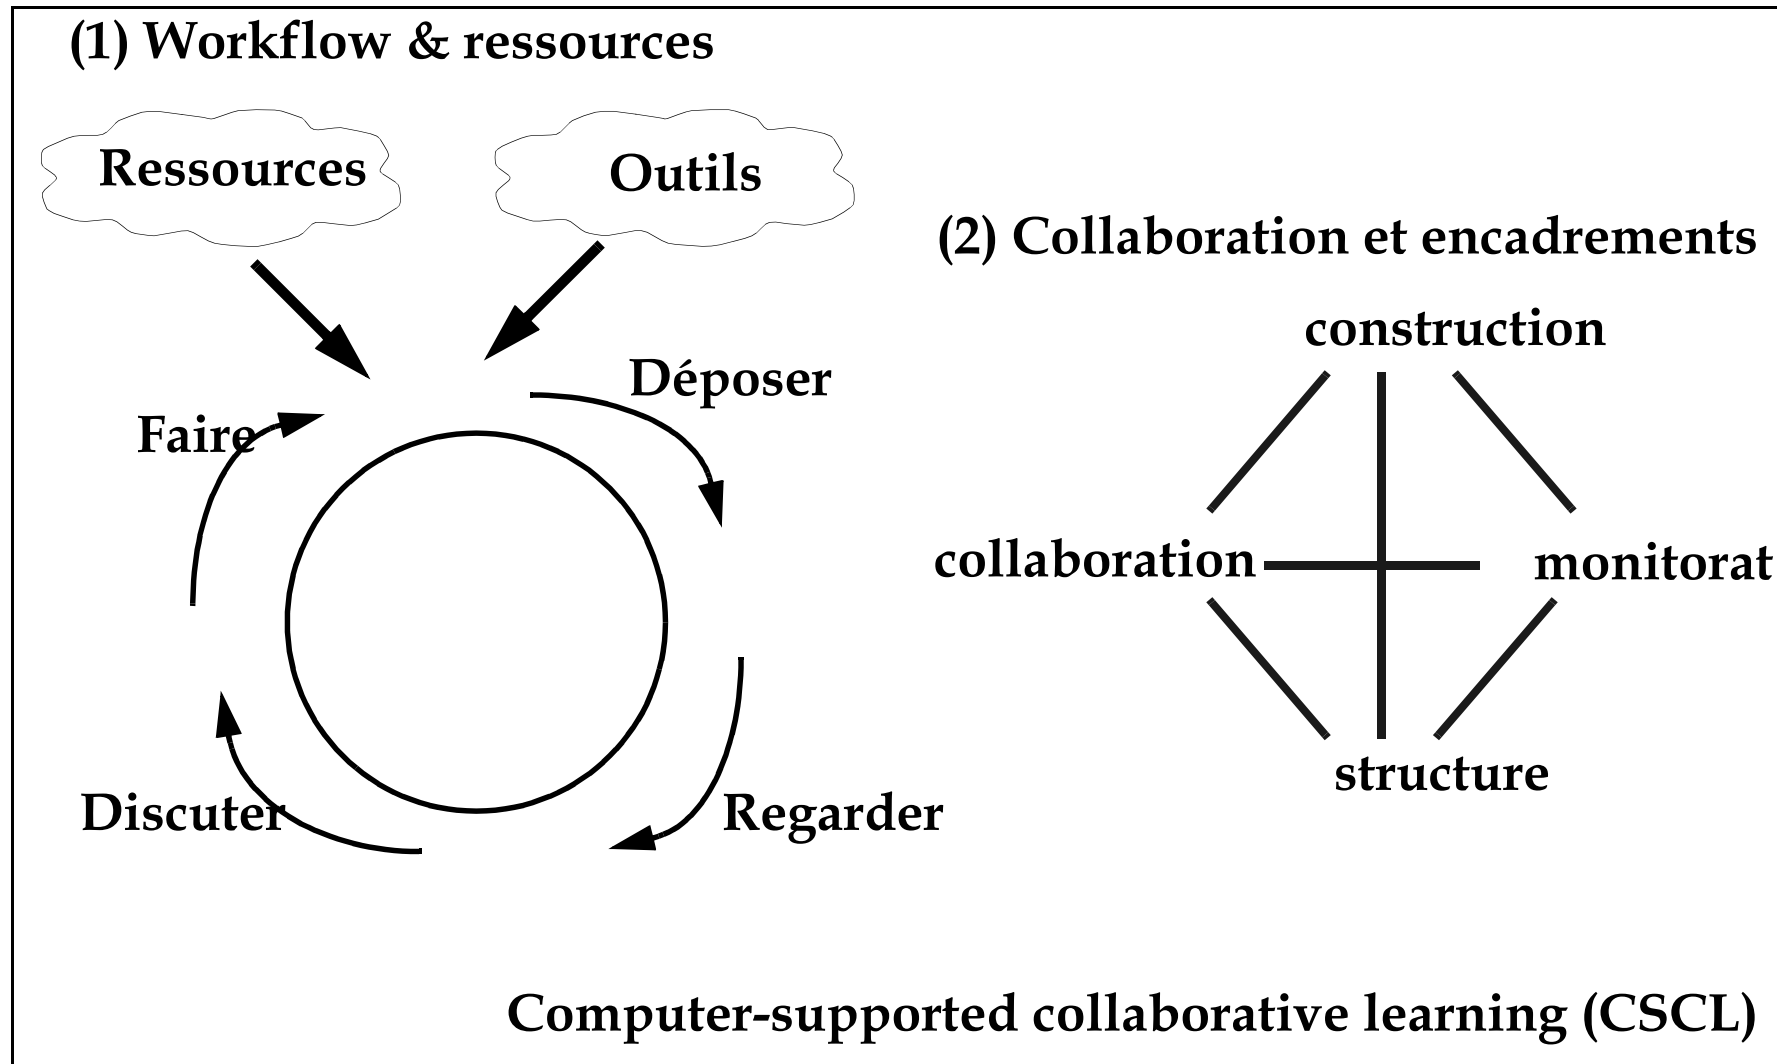 (1) Workflow & ressources
Ressources
Outils
Déposer
Faire
Discuter
Regarder
(2) Collaboration et encadrements
construction
collaboration
monitorat
structure
Computer-supported collaborative learning (CSCL)